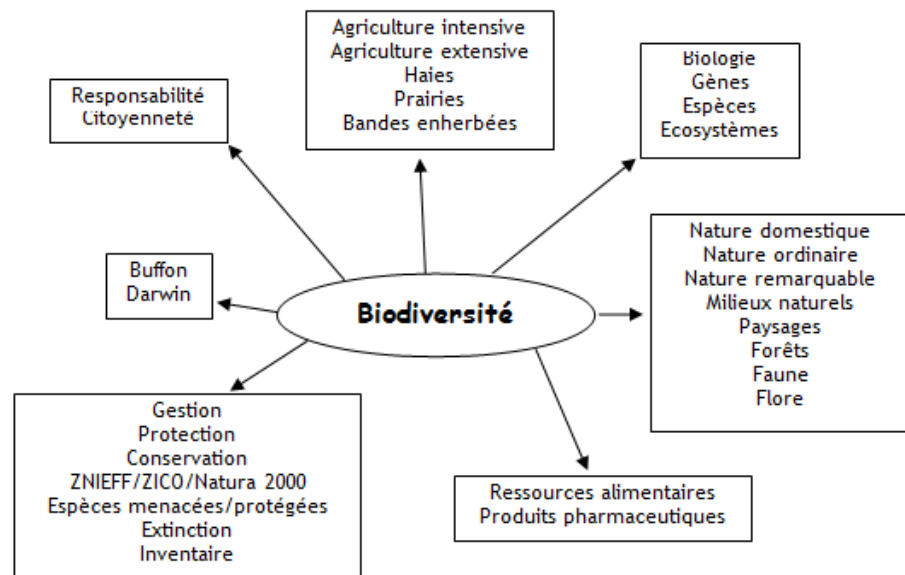 Agriculture intensive
Agriculture extensive
Haies
Prairies
Bandes enherbées
Biologie
Gènes
Espèces
Ecosystèmes
Responsabilité
Citoyenneté
Nature domestique
Nature ordinaire
Nature remarquable
Milieux naturels
Paysages
Forêts
Faune
Flore
Buffon
Darwin
Biodiversité
Gestion
Protection
Conservation
ZNIEFF/ZICO/Natura 2000
Espèces menacées/protégées
Extinction
Inventaire
Ressources alimentaires
Produits pharmaceutiques